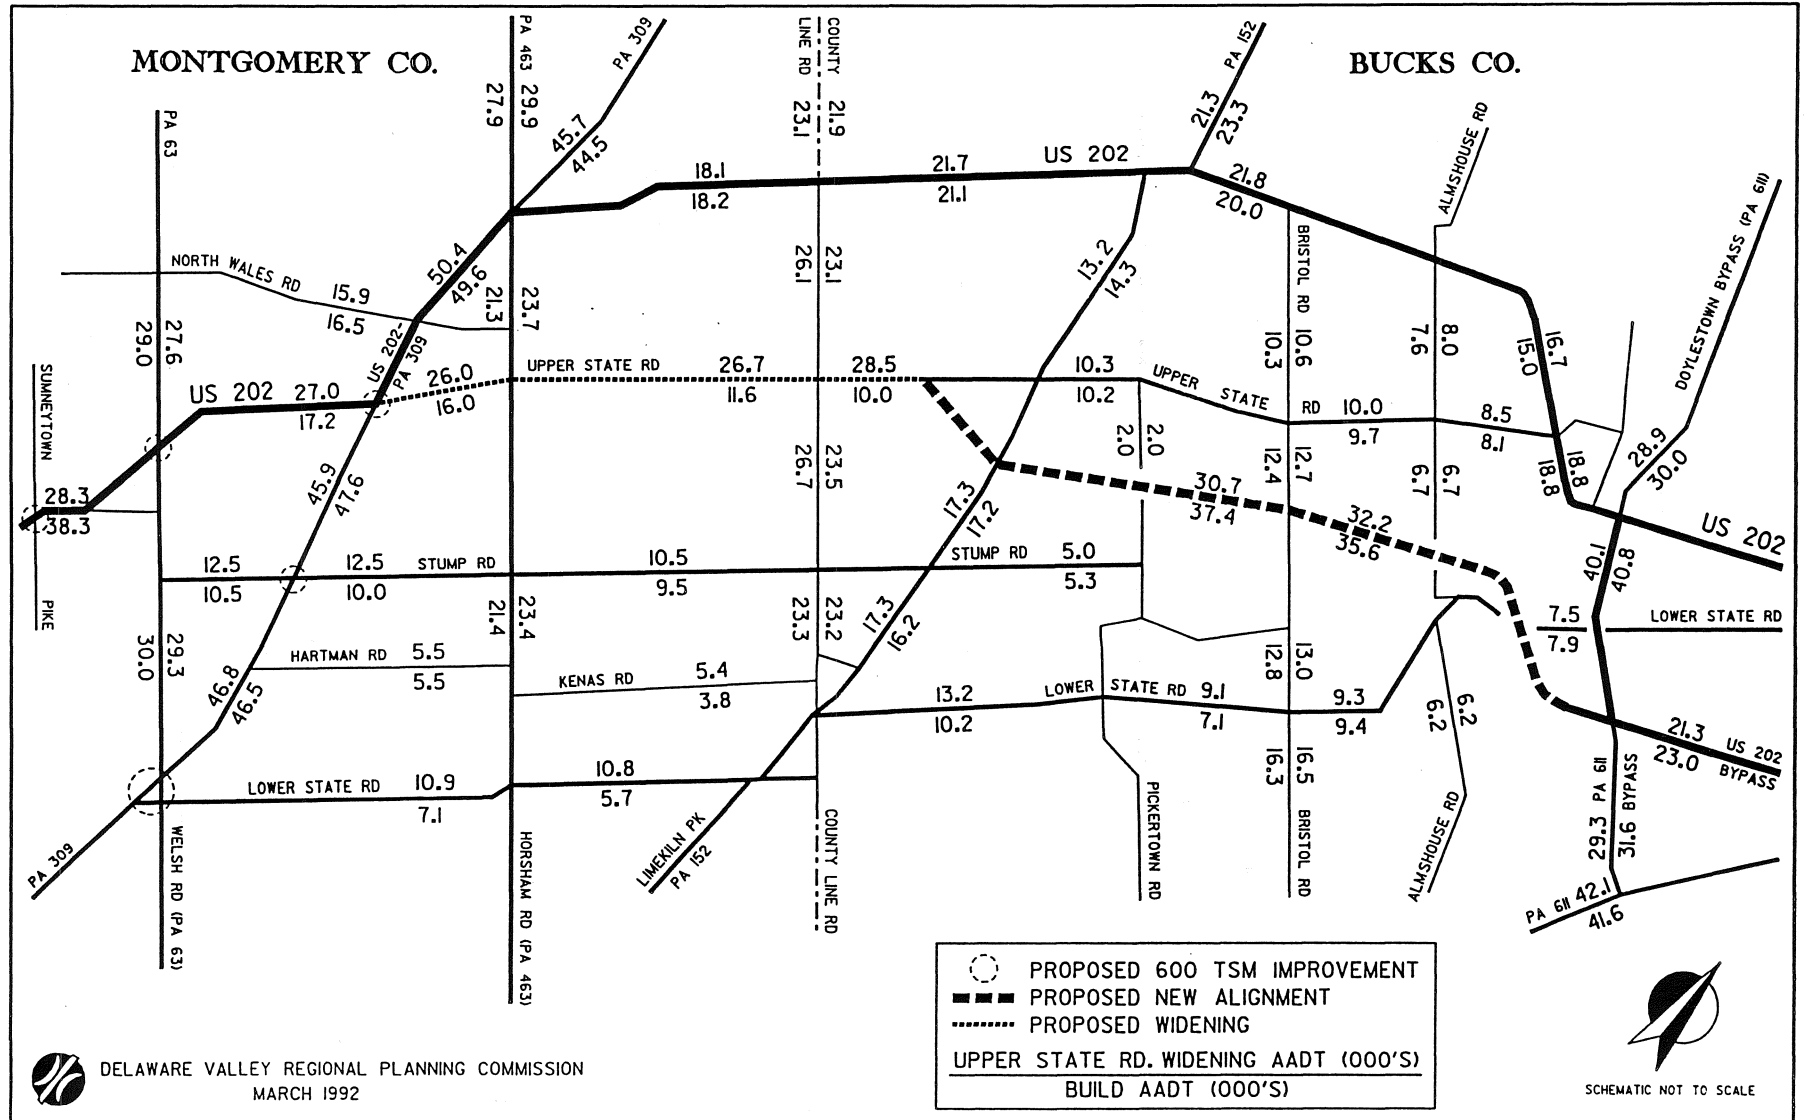 MONTGOMERY CO.
BUCKS CO.
PA 463
29.9
27.9
PA 309
45.7
44.5
COUNTY
LINE RD
21.9
23.1
PA 152
21.3
23.3
ALMSHOUSE RD
PA 63
US 202
18.1
18.2
21.7
21.1
21.8
20.0
DOYLESTOWN BYPASS (PA 611)
NORTH WALES RD
15.9
16.5
50.4
49.6
23.7
21.3
23.1
26.1
13.2
14.3
BRISTOL RD
10.6
10.3
8.0
7.6
16.7
15.0
27.6
29.0
SUMNEYTOWN
PIKE
US 202
27.0
17.2
US 202-
PA 309
26.0
16.0
UPPER STATE RD
26.7
11.6
28.5
10.0
10.3
10.2
UPPER STATE RD
10.0
9.7
8.5
8.1
2.0
2.0
28.3
38.3
45.9
47.6
23.5
26.7
17.3
17.2
12.7
12.4
6.7
6.7
18.8
18.8
28.9
30.0
30.7
37.4
32.2
35.6
US 202
40.1
40.8
12.5
10.5
12.5
10.0
STUMP RD
10.5
9.5
STUMP RD
5.0
5.3
29.3
30.0
23.4
21.4
23.2
23.3
17.3
16.2
7.5
7.9
LOWER STATE RD
HARTMAN RD
5.5
5.5
46.8
46.5
KENAS RD
5.4
3.8
13.0
12.8
13.2
10.2
LOWER STATE RD
9.1
7.1
9.3
9.4
6.2
6.2
21.3
23.0
US 202
BYPASS
LOWER STATE RD
10.9
7.1
10.8
5.7
16.5
16.3
PA 309
WELSH RD (PA 63)
HORSHAM RD (PA 463)
LIMEKILN PK
PA 152
COUNTY LINE RD
PICKERTOWN RD
BRISTOL RD
ALMSHOUSE RD
29.3 PA 611
31.6 BYPASS
PA 611 42.1
41.6
PROPOSED 600 TSM IMPROVEMENT
PROPOSED NEW ALIGNMENT
PROPOSED WIDENING
UPPER STATE RD. WIDENING AADT (000'S)
BUILD AADT (000'S)
DELAWARE VALLEY REGIONAL PLANNING COMMISSION
MARCH 1992
SCHEMATIC NOT TO SCALE